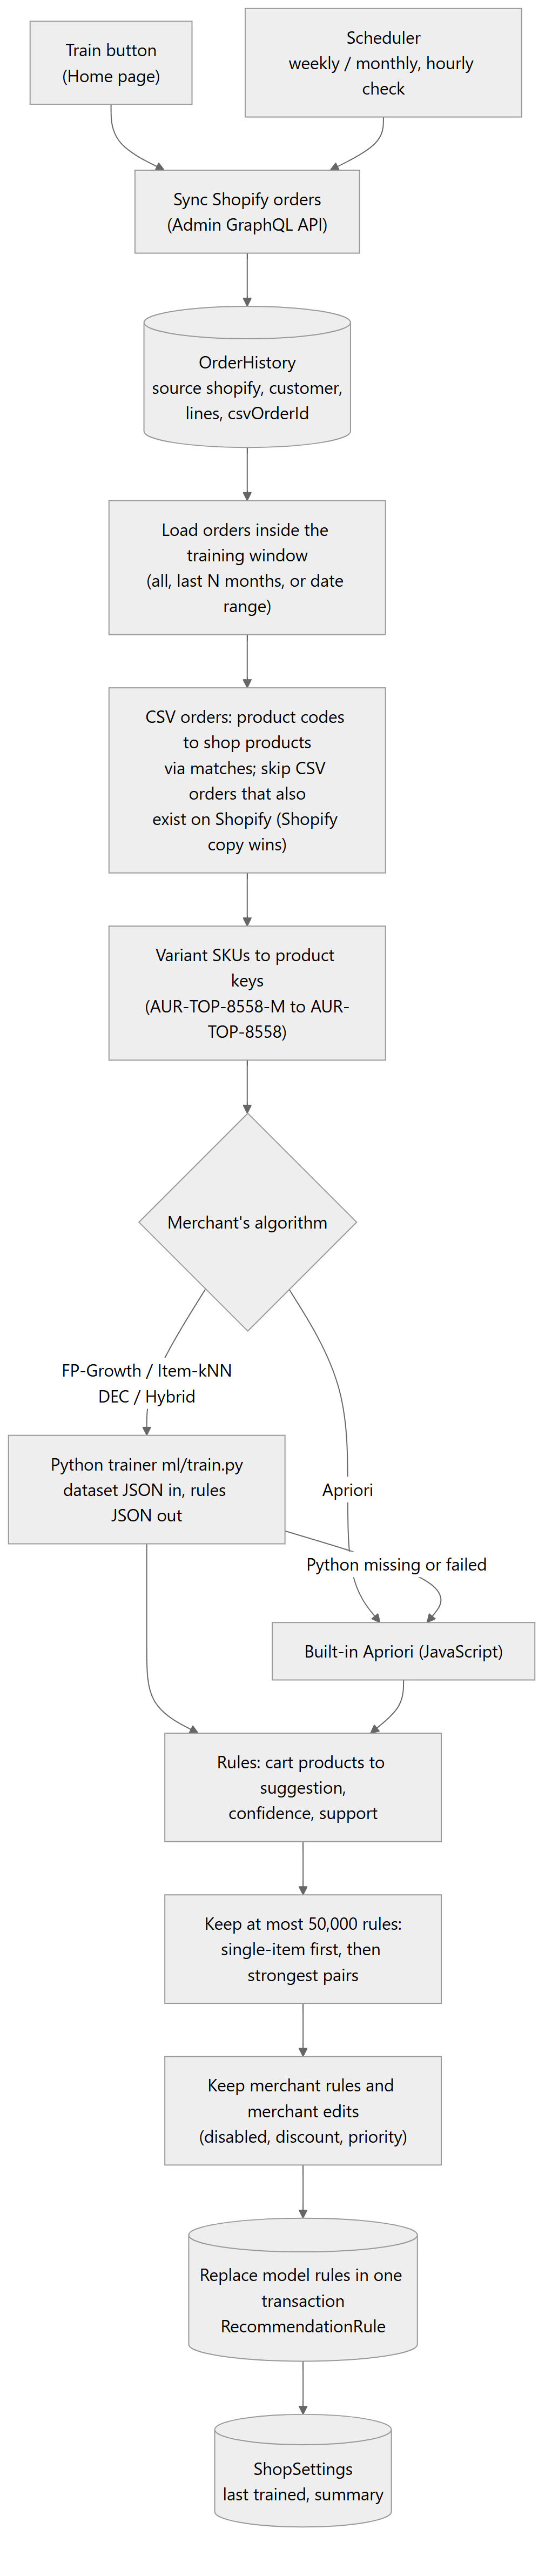 Train button
(Home page)
Scheduler
weekly / monthly, hourly
check
Sync Shopify orders
(Admin GraphQL API)
OrderHistory
source shopify, customer,
lines, csvOrderId
Load orders inside the
training window
(all, last N months, or date
range)
CSV orders: product codes
to shop products
via matches; skip CSV
orders that also
exist on Shopify (Shopify
copy wins)
Variant SKUs to product
keys
(AUR-TOP-8558-M to AUR-
TOP-8558)
Merchant's algorithm
FP-Growth / Item-kNN
DEC / Hybrid
Python trainer ml/train.py
dataset JSON in, rules
JSON out
Apriori
Python missing or failed
Built-in Apriori (JavaScript)
Rules: cart products to
suggestion,
confidence, support
Keep at most 50,000 rules:
single-item first, then
strongest pairs
Keep merchant rules and
merchant edits
(disabled, discount, priority)
Replace model rules in one
transaction
RecommendationRule
ShopSettings
last trained, summary